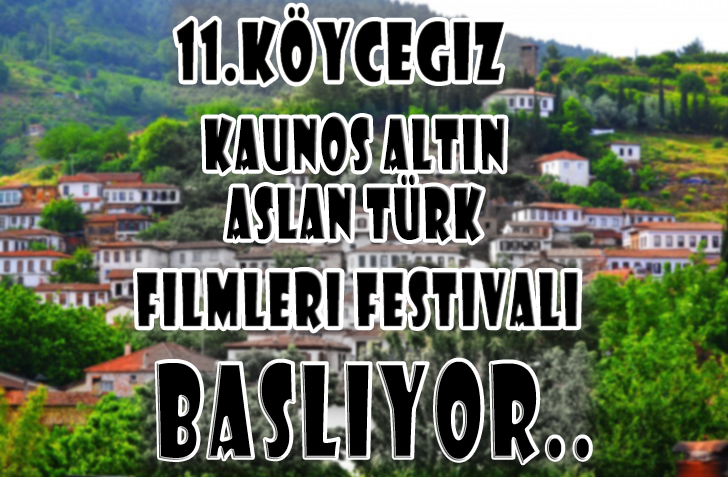 11.KÖYCEGIZ
KAUNOS ALTIN
ASLAN TÜRK
FILMLERI FESTIVALI
BASLIYOR..